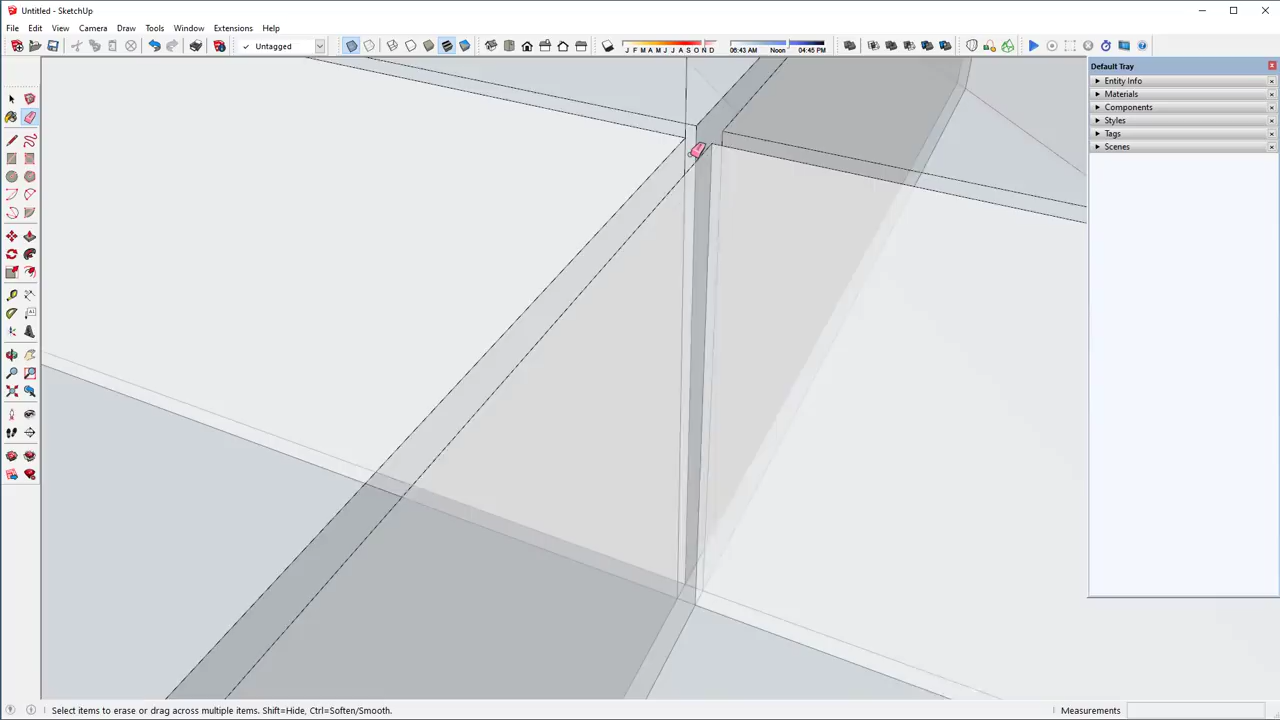 Untitled - SketchUp
File Edit View Camera Draw Tools Window Help Extensions Help
Untagged
J F M A M J J A S O N D
06:43 AM Noon 04:45 PM
Default Tray
Entity Info
Materials
Components
Styles
Tags
Scenes
Select items to erase or drag across multiple items. Shift=Hide, Ctrl=Soften/Smooth.
Measurements